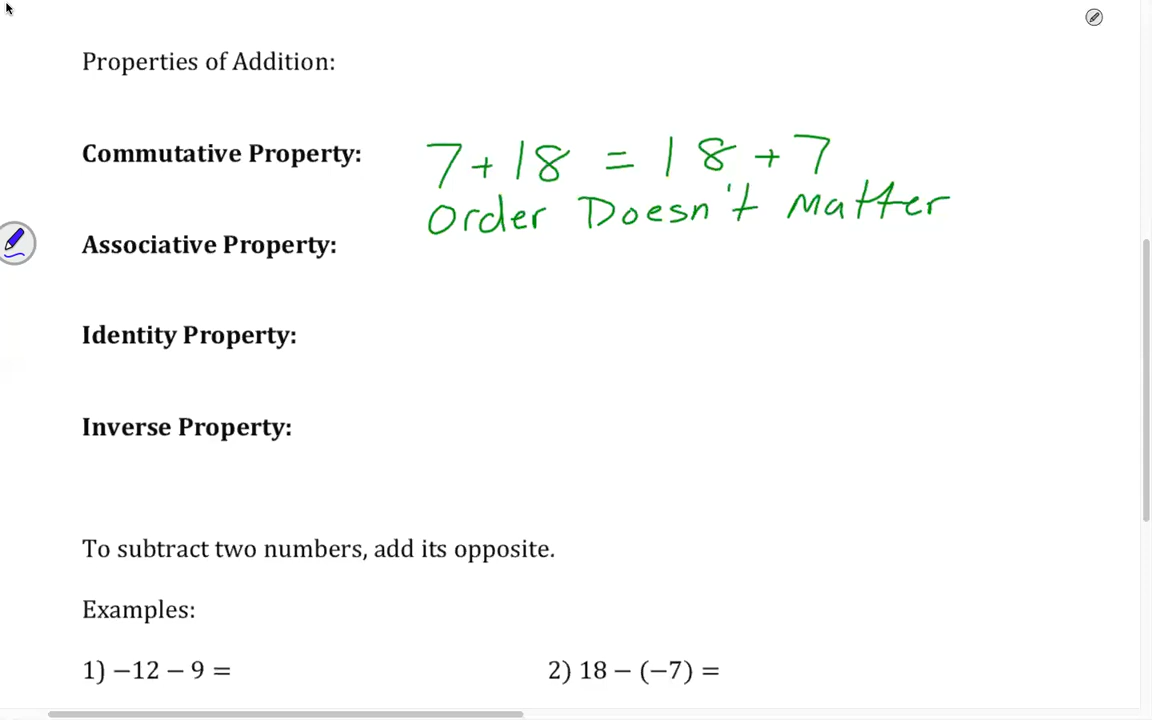 Properties of Addition:
Commutative Property: 7 + 18 = 18 + 7
Order Doesn't Matter
Associative Property:
Identity Property:
Inverse Property:
To subtract two numbers, add its opposite.
Examples:
1) −12 − 9 = 2) 18 − (−7) =